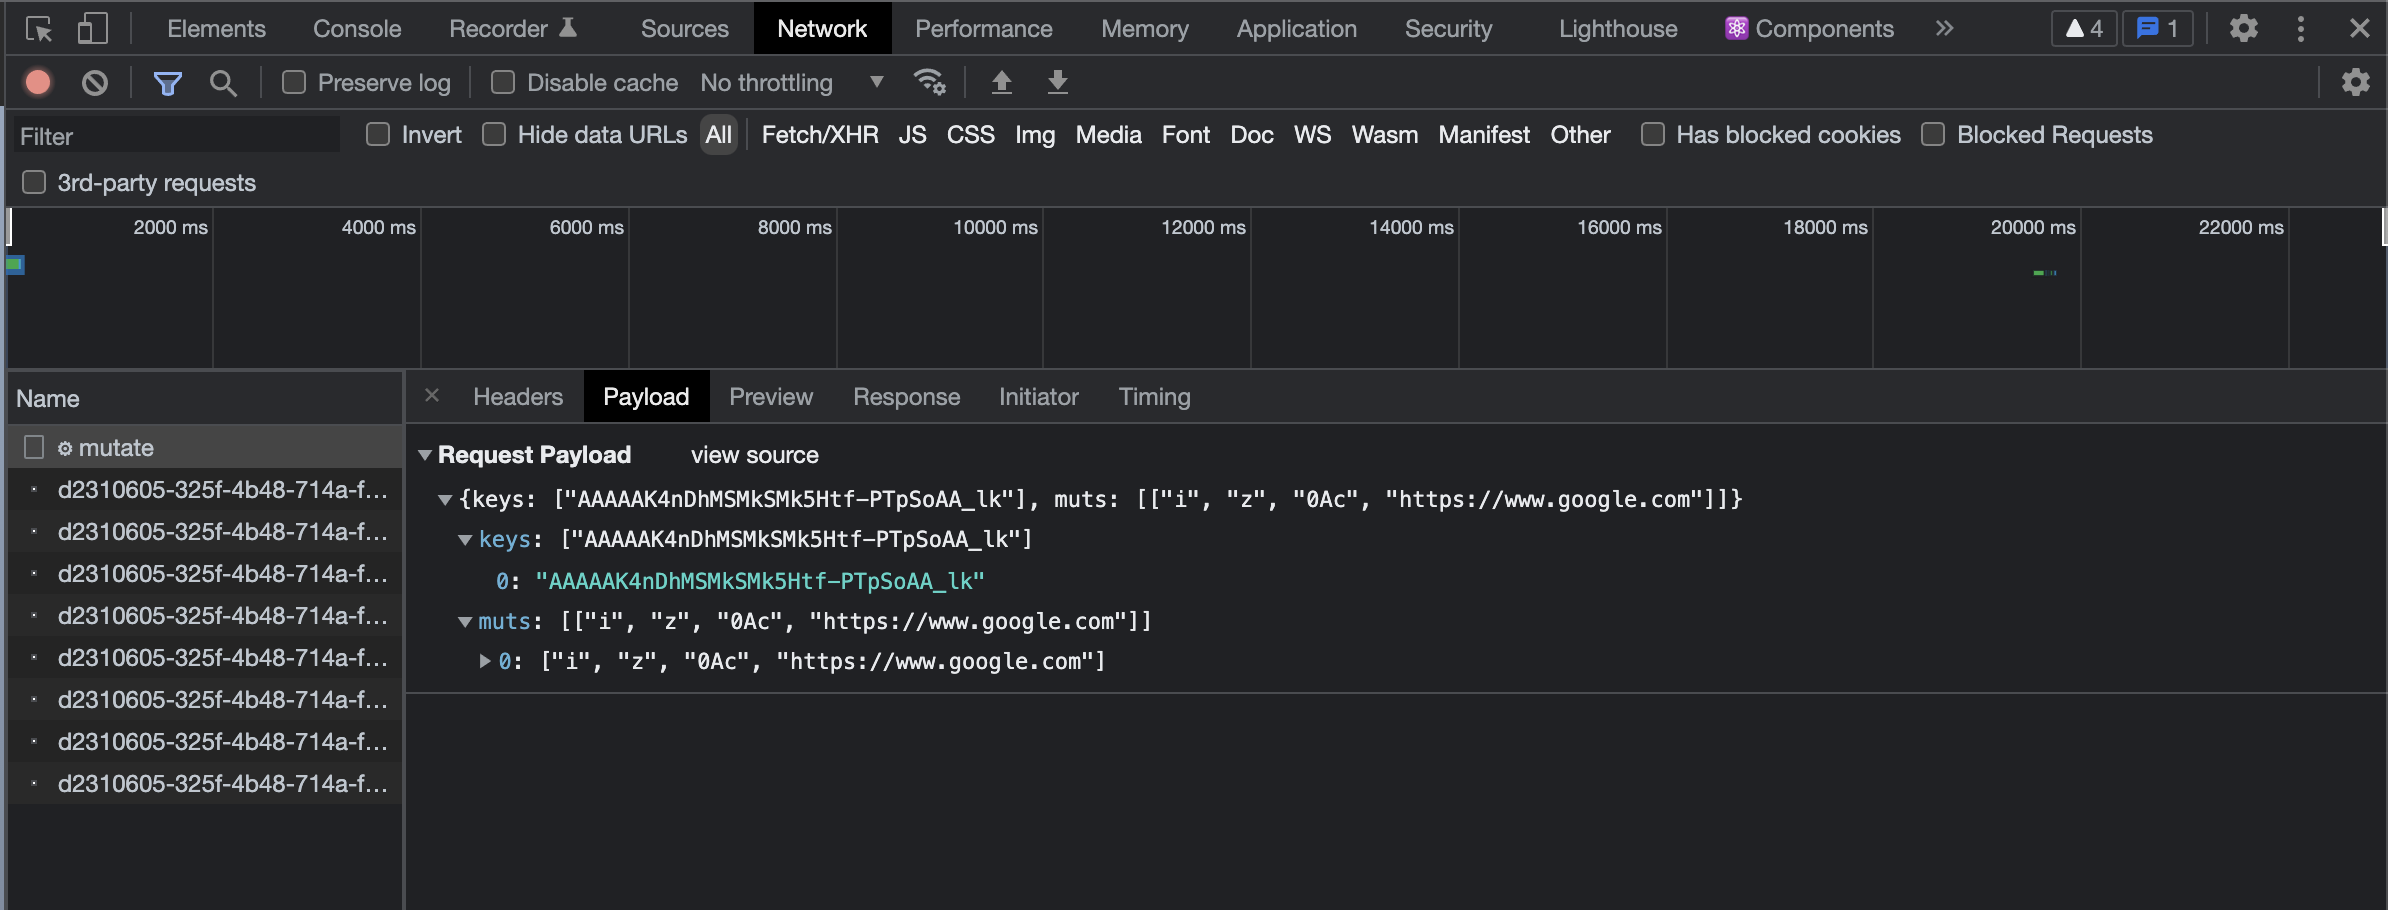 Elements Console Recorder Sources Network Performance Memory Application Security Lighthouse Components 4 1
Preserve log Disable cache No throttling
Filter Invert Hide data URLs All Fetch/XHR JS CSS Img Media Font Doc WS Wasm Manifest Other Has blocked cookies Blocked Requests
3rd-party requests
2000 ms 4000 ms 6000 ms 8000 ms 10000 ms 12000 ms 14000 ms 16000 ms 18000 ms 20000 ms 22000 ms
Name
mutate
d2310605-325f-4b48-714a-f...
d2310605-325f-4b48-714a-f...
d2310605-325f-4b48-714a-f...
d2310605-325f-4b48-714a-f...
d2310605-325f-4b48-714a-f...
d2310605-325f-4b48-714a-f...
d2310605-325f-4b48-714a-f...
d2310605-325f-4b48-714a-f...
Headers Payload Preview Response Initiator Timing
Request Payload view source
{keys: ["AAAAAK4nDhMSMkSMk5Htf-PTpSoAA_lk"], muts: [["i", "z", "0Ac", "https://www.google.com"]]}
keys: ["AAAAAK4nDhMSMkSMk5Htf-PTpSoAA_lk"]
0: "AAAAAK4nDhMSMkSMk5Htf-PTpSoAA_lk"
muts: [["i", "z", "0Ac", "https://www.google.com"]]
0: ["i", "z", "0Ac", "https://www.google.com"]